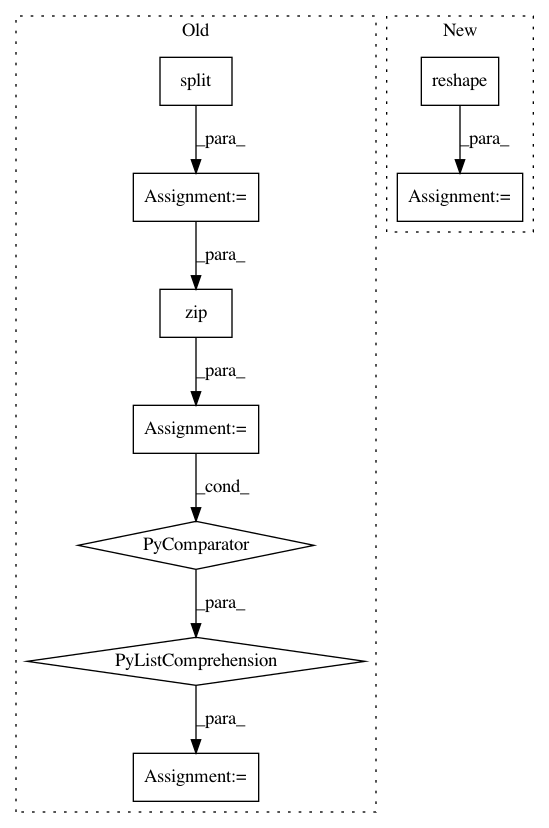 Old
New
split
reshape
_para_
_para_
Assignment:=
Assignment:=
_para_
zip
_para_
Assignment:=
_cond_
PyComparator
_para_
PyListComprehension
_para_
Assignment:=